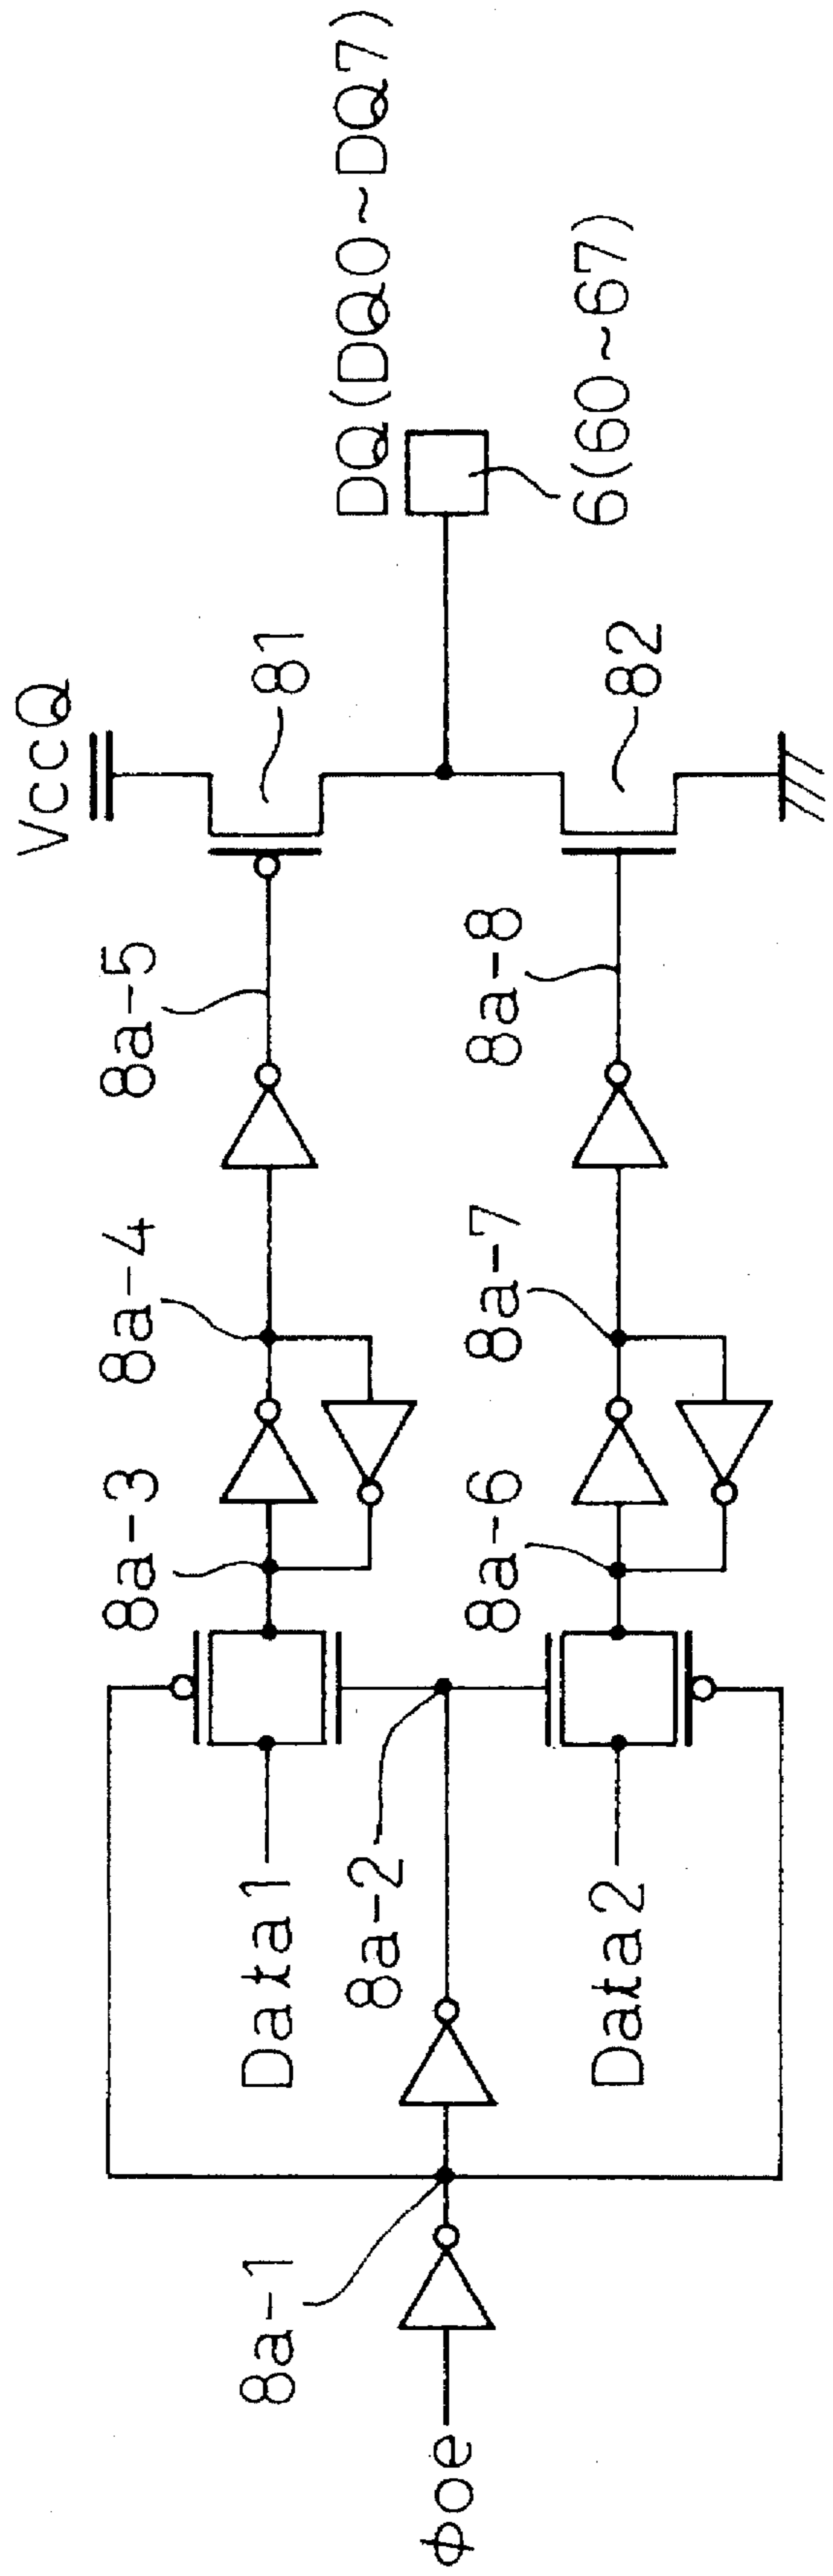 VccQ
8a-5
81
8a-4
8a-3
DQ(DQ0~DQ7)
Data1
8a-1
6(60~67)
8a-2
Φoe
8a-8
82
8a-7
8a-6
Data2